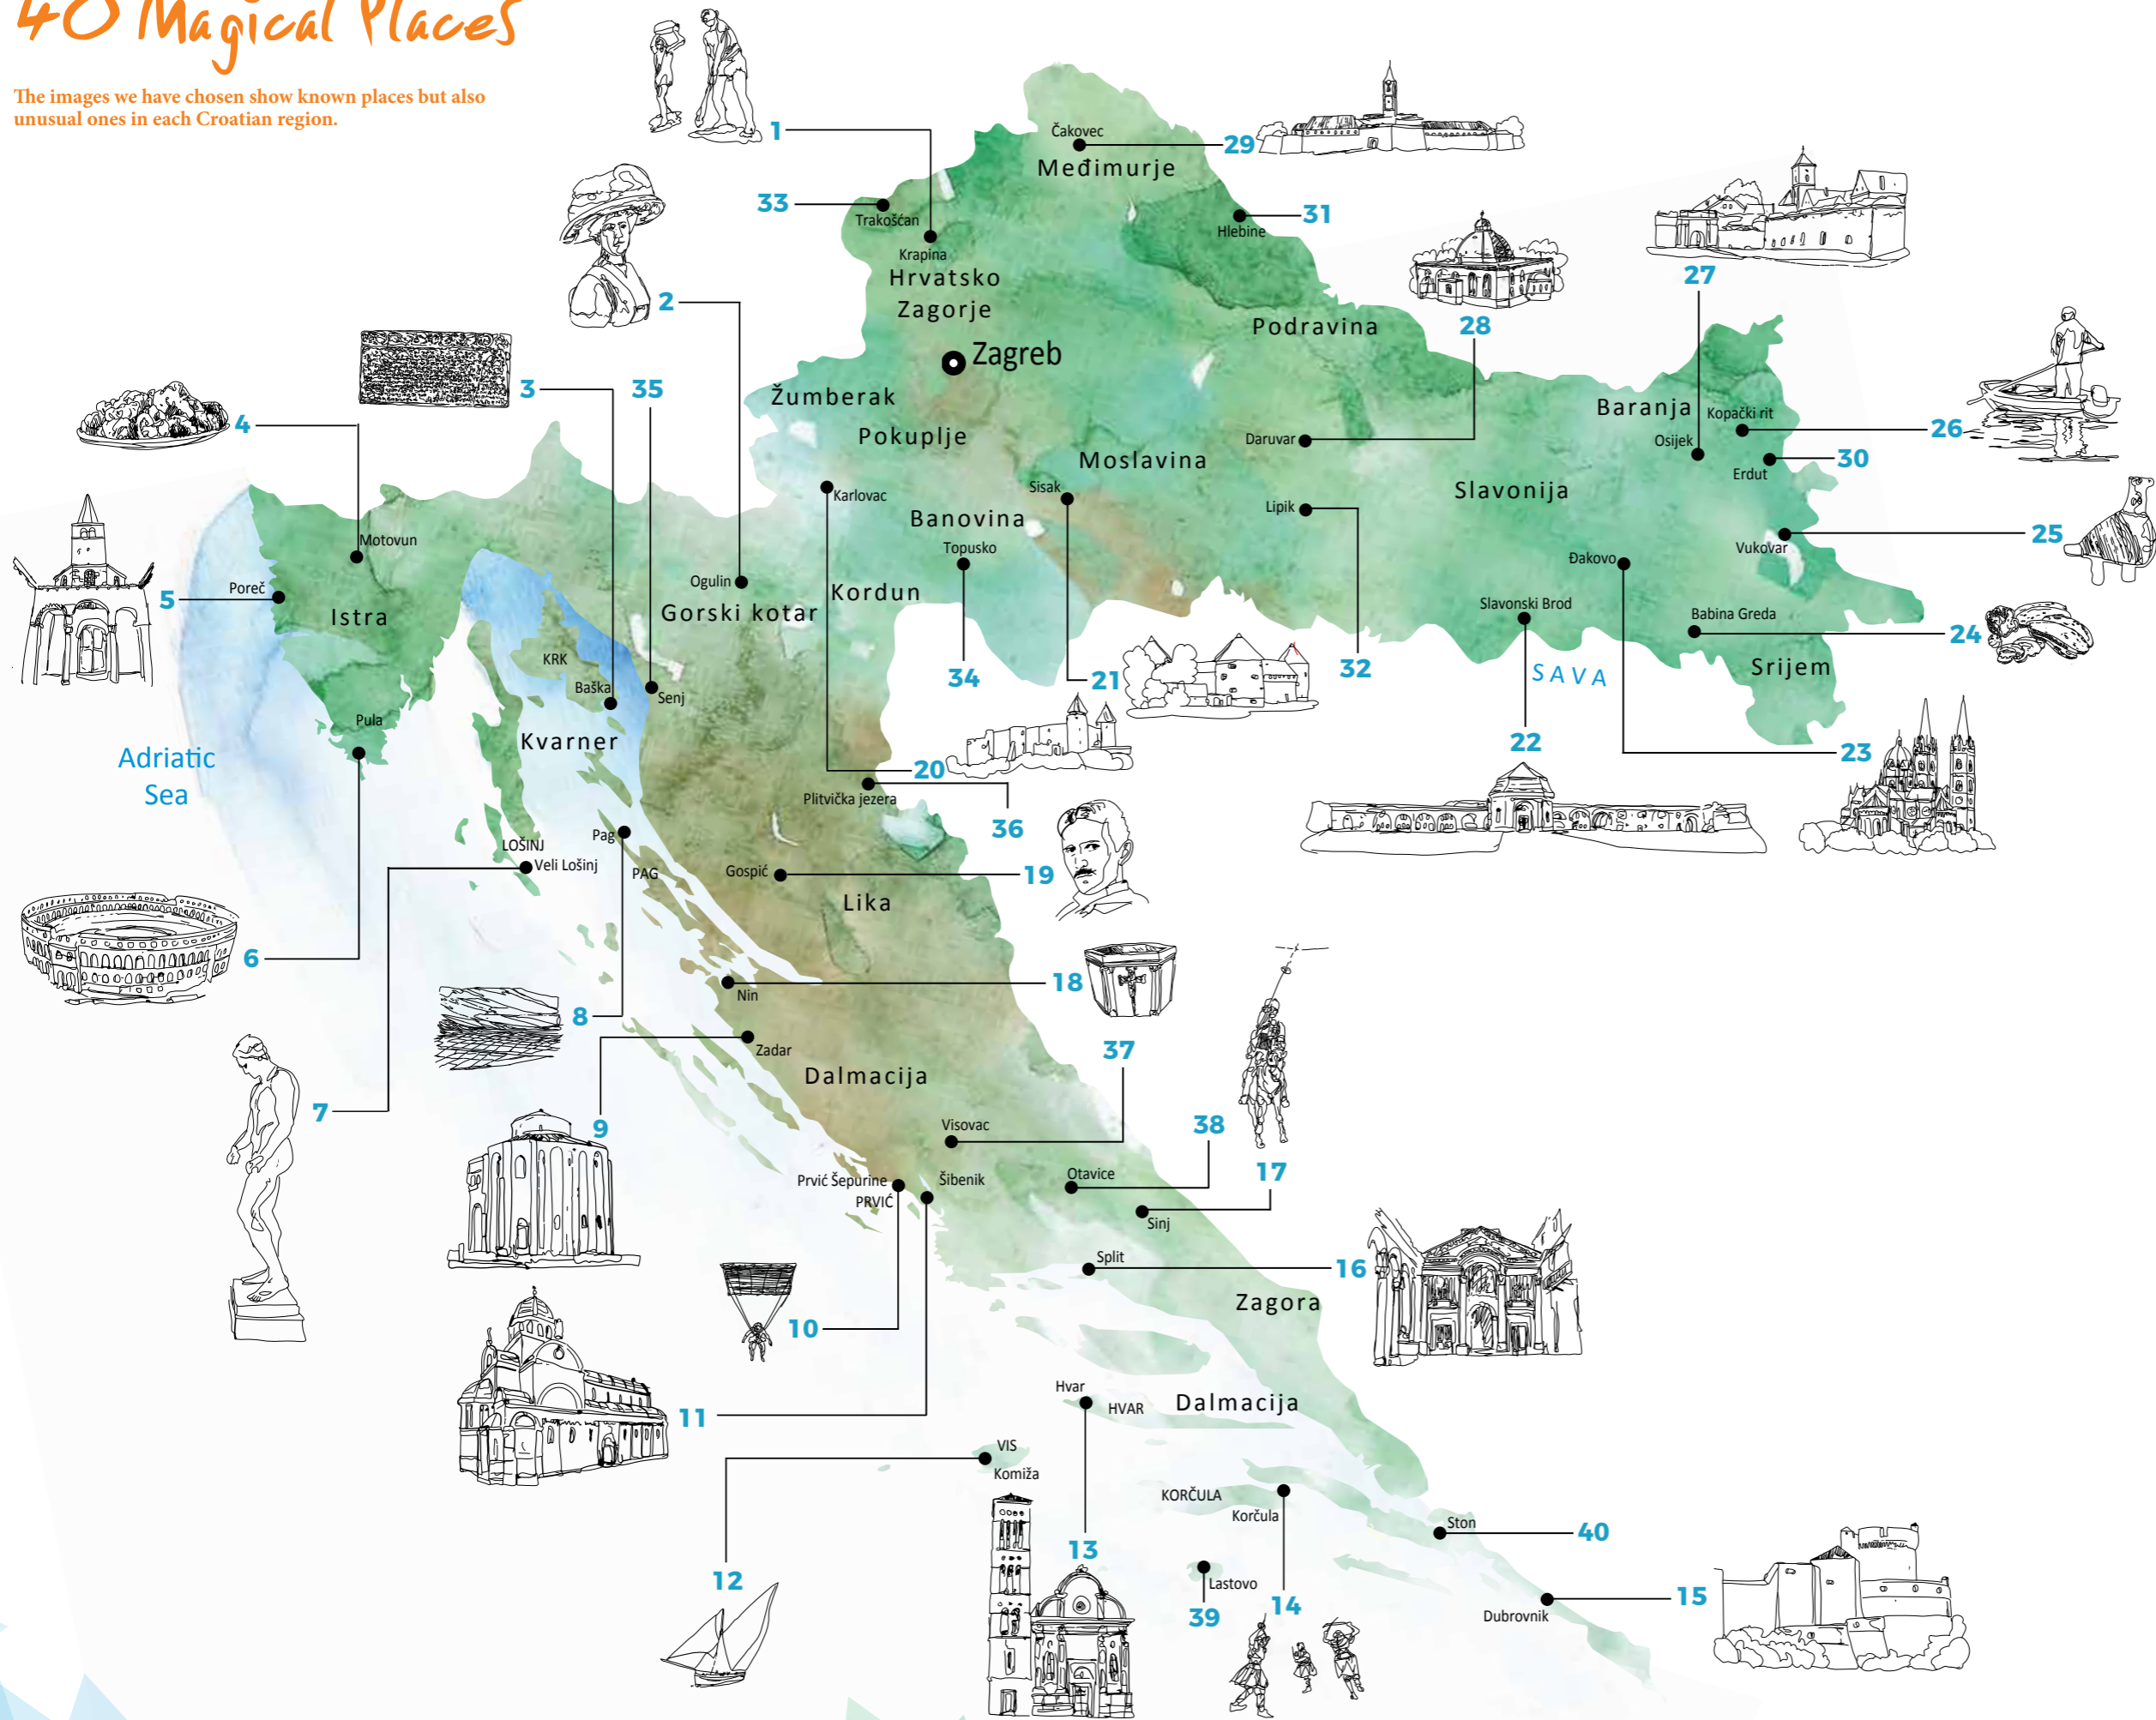 40 Magical Places
The images we have chosen show known places but also
unusual ones in each Croatian region.
1
Čakovec
29
Međimurje
33
Trakošćan
31
Hlebine
Krapina
Hrvatsko
Zagorje
27
2
28
Podravina
Zagreb
3
35
Žumberak
Baranja
Kopački rit
4
Pokuplje
26
Daruvar
Osijek
Moslavina
30
Erdut
Karlovac
Sisak
Slavonija
Lipik
Banovina
25
Motovun
Topusko
Vukovar
Đakovo
Ogulin
Poreč
5
Kordun
Istra
Gorski kotar
Slavonski Brod
Babina Greda
24
KRK
Srijem
34
32
SAVA
21
Baška
Senj
Pula
Kvarner
22
23
Adriatic
Sea
20
Plitvička jezera
36
Pag
LOŠINJ
Veli Lošinj
PAG
Gospić
19
Lika
6
18
Nin
8
37
Zadar
Dalmacija
7
9
Visovac
38
17
Otavice
Prvić Šepurine
Šibenik
PRVIĆ
Sinj
Split
16
Zagora
10
Hvar
HVAR
Dalmacija
11
VIS
Komiža
KORČULA
Korčula
Ston
40
13
12
Lastovo
39
14
15
Dubrovnik